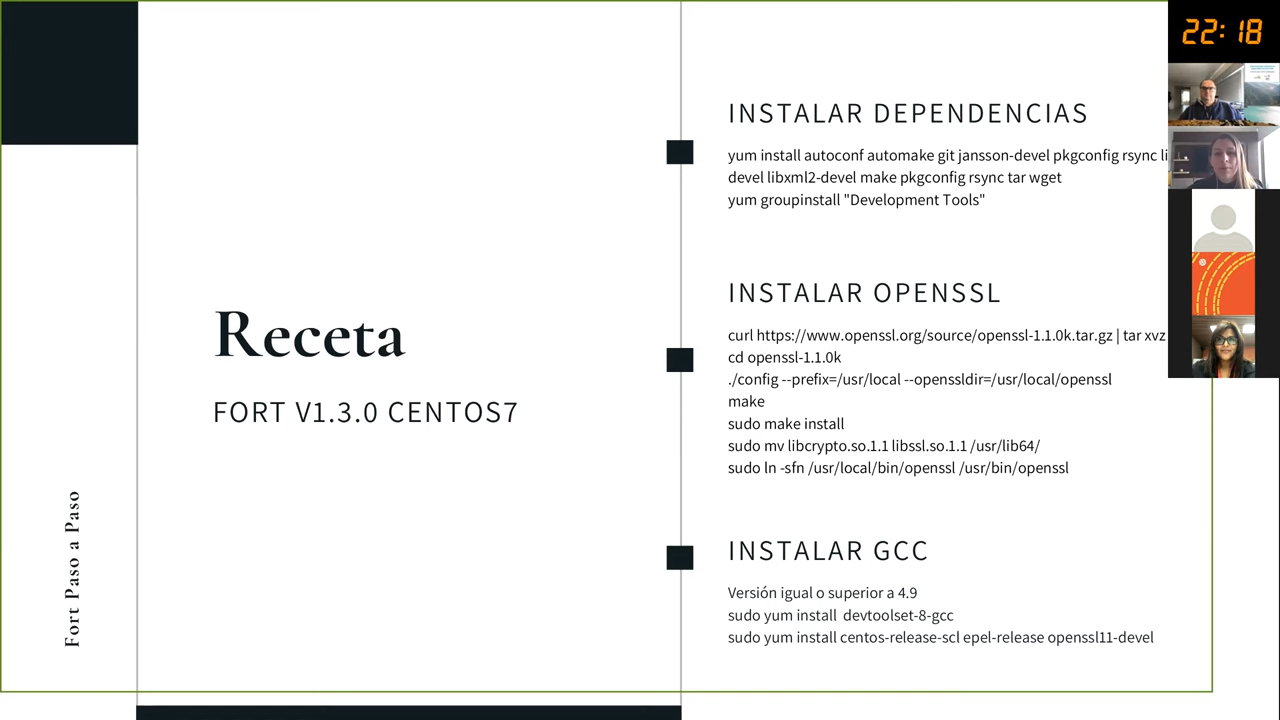 22:18
Receta
FORT V1.3.0 CENTOS7
Fort Paso a Paso
INSTALAR DEPENDENCIAS
yum install autoconf automake git jansson-devel pkgconfig rsync
devel libxml2-devel make pkgconfig rsync tar wget
yum groupinstall "Development Tools"
INSTALAR OPENSSL
curl https://www.openssl.org/source/openssl-1.1.0k.tar.gz | tar xvz
cd openssl-1.1.0k
./config --prefix=/usr/local --openssldir=/usr/local/openssl
make
sudo make install
sudo mv libcrypto.so.1.1 libssl.so.1.1 /usr/lib64/
sudo ln -sfn /usr/local/bin/openssl /usr/bin/openssl
INSTALAR GCC
Versión igual o superior a 4.9
sudo yum install devtoolset-8-gcc
sudo yum install centos-release-scl epel-release openssl11-devel